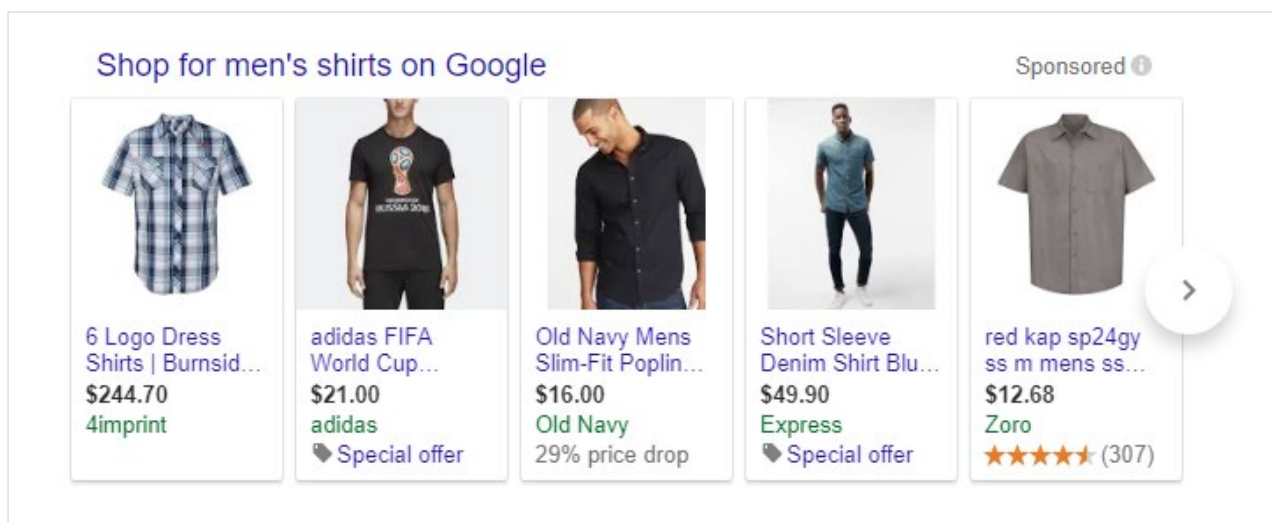 Shop for men's shirts on Google
Sponsored
RUSSIA 2018
6 Logo Dress
Shirts | Burnsid...
$244.70
4imprint
adidas FIFA
World Cup...
$21.00
adidas
Special offer
Old Navy Mens
Slim-Fit Poplin...
$16.00
Old Navy
29% price drop
Short Sleeve
Denim Shirt Blu...
$49.90
Express
Special offer
red kap sp24gy
ss m mens ss...
$12.68
Zoro
(307)